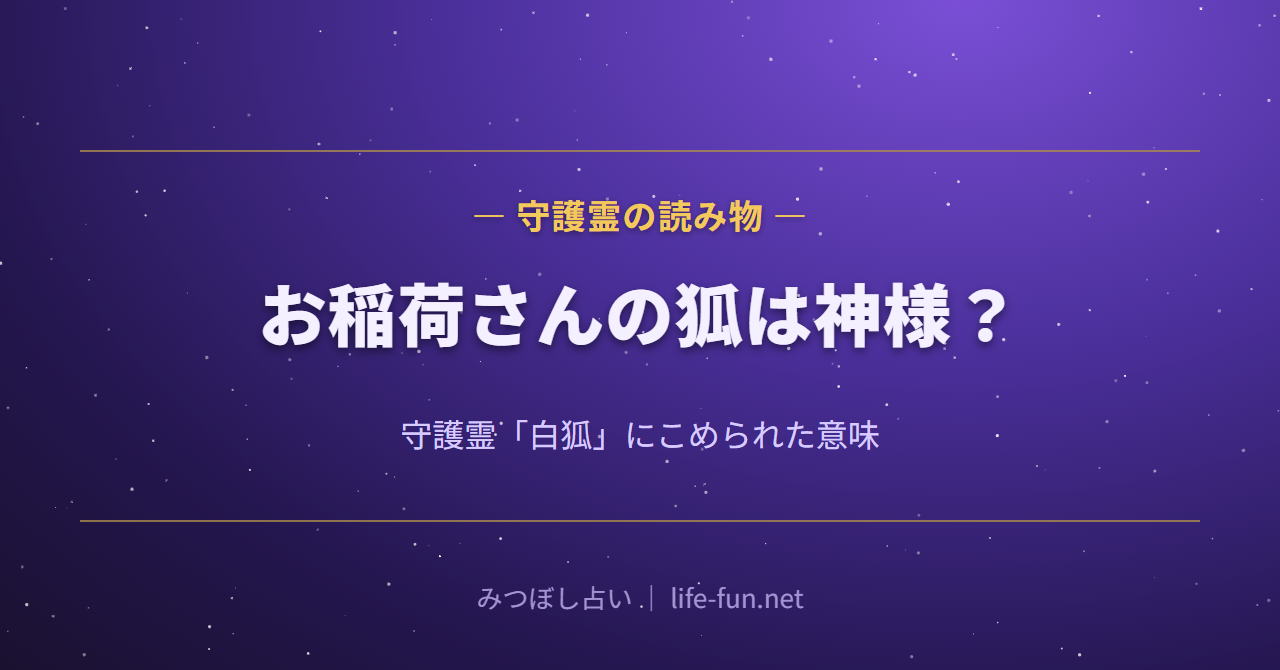 ― 守護霊の読み物 ―
お稲荷さんの狐は神様？
守護霊「白狐」にこめられた意味
みつぼし占い ｜ life-fun.net